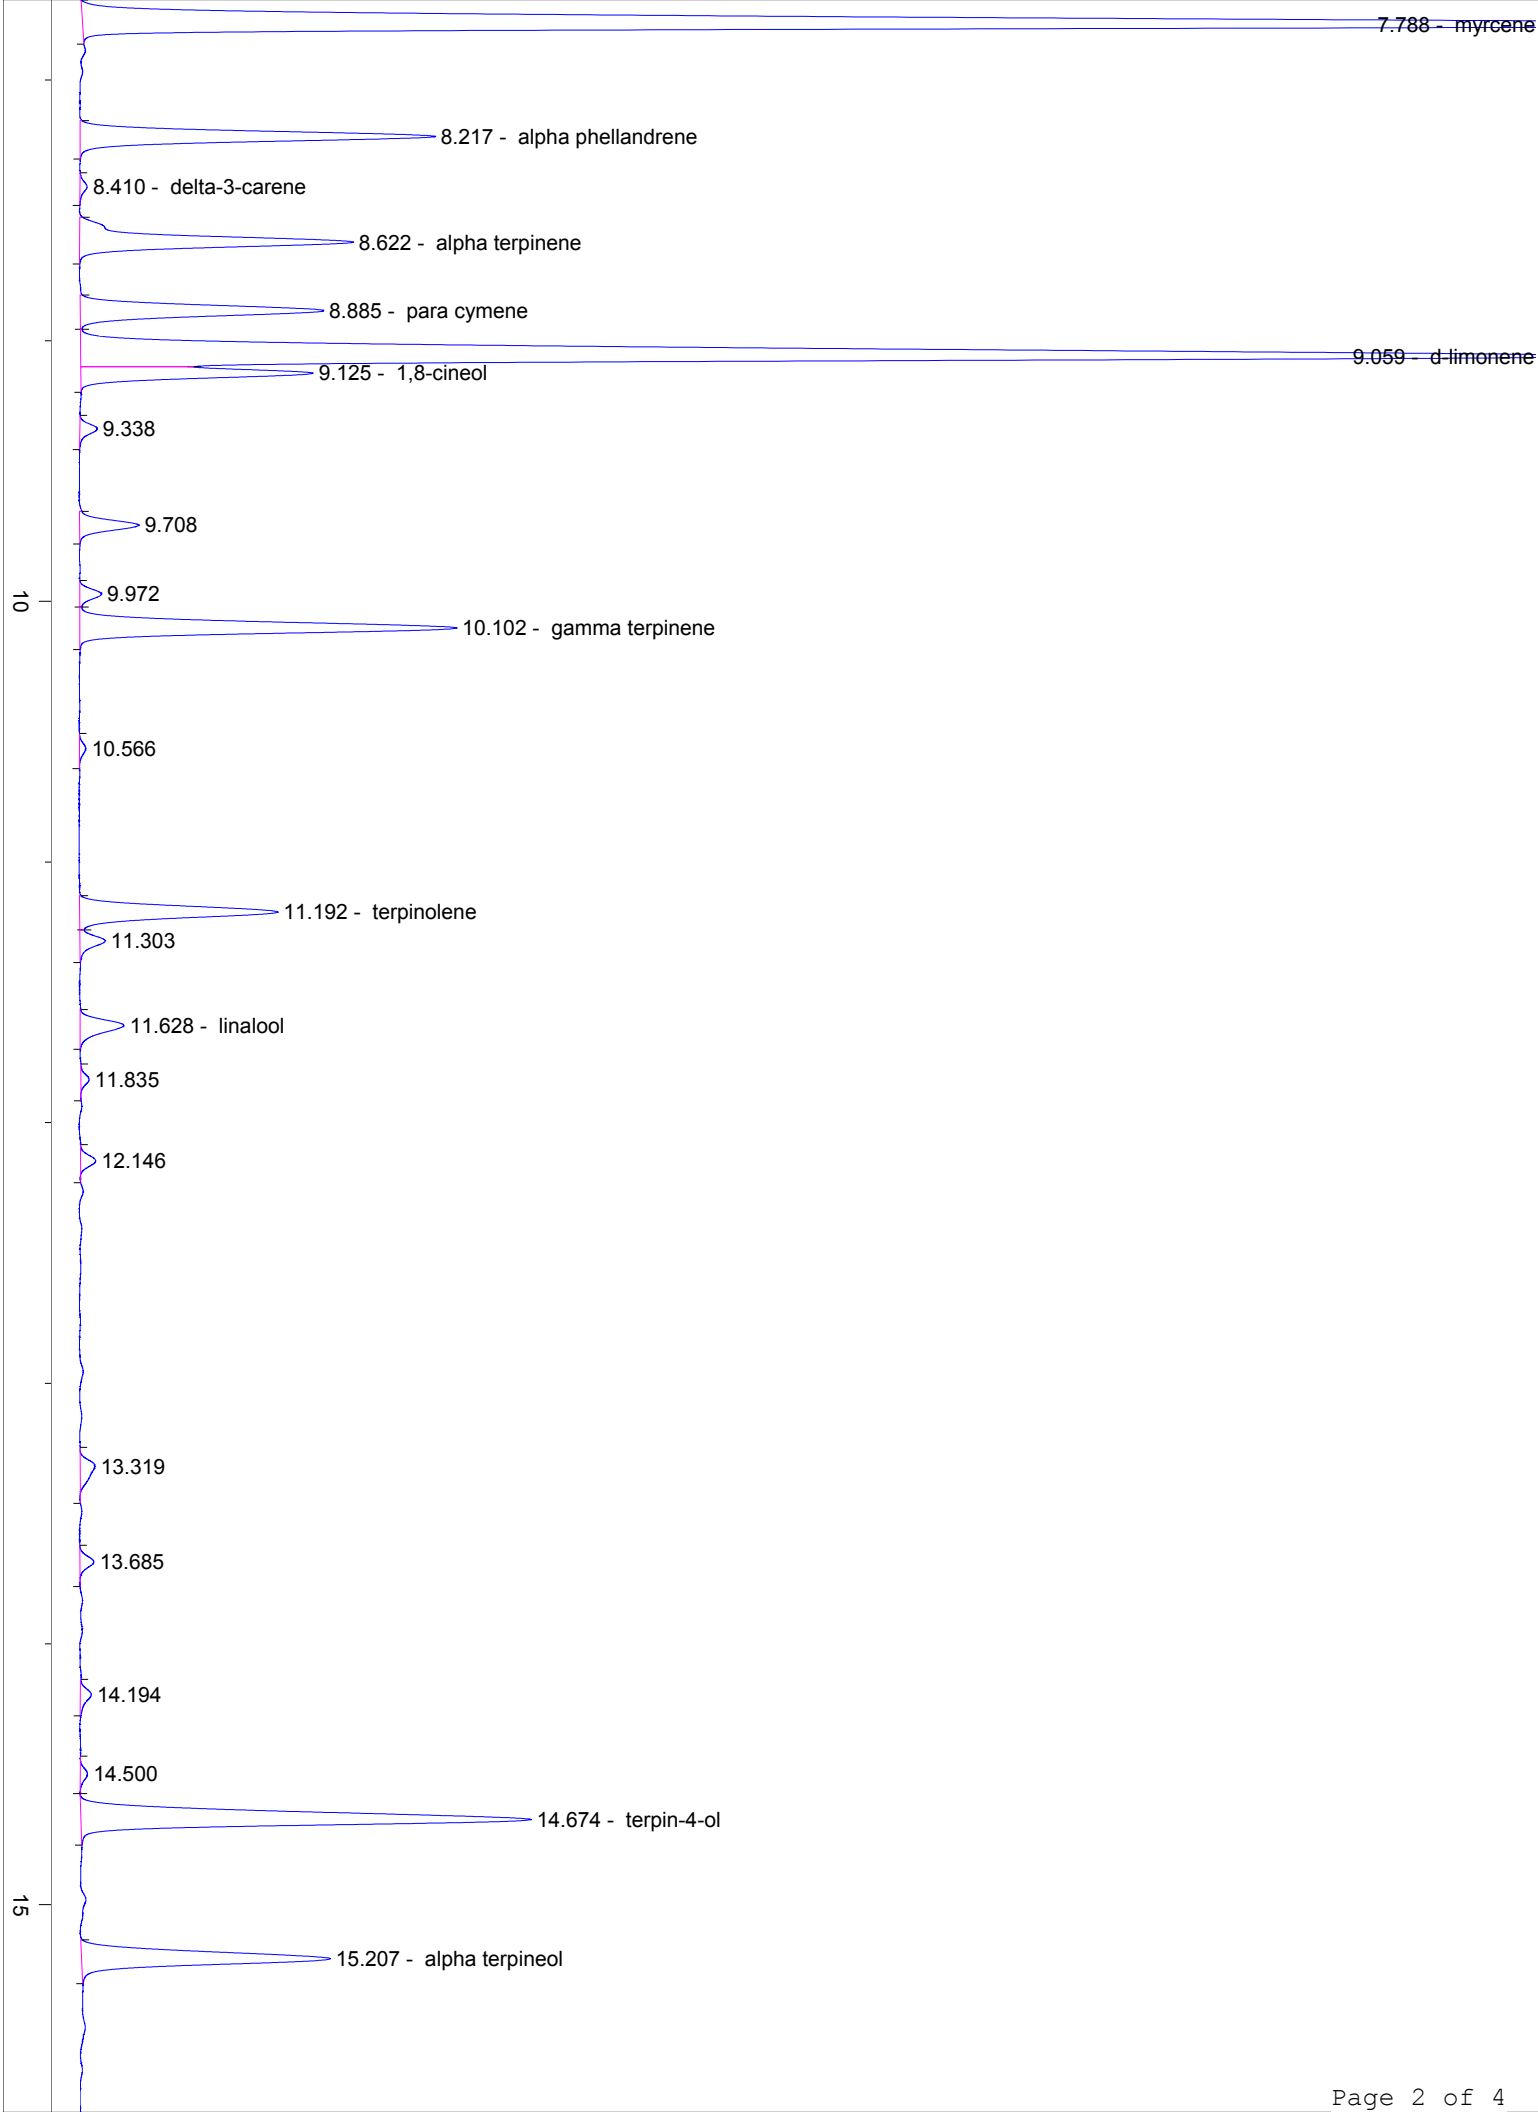 7.788 - myrcene
8.217 - alpha phellandrene
8.410 - delta-3-carene
8.622 - alpha terpinene
8.885 - para cymene
9.059 - d-limonene
9.125 - 1,8-cineol
9.338
9.708
9.972
10
10.102 - gamma terpinene
10.566
11.192 - terpinolene
11.303
11.628 - linalool
11.835
12.146
13.319
13.685
14.194
14.500
14.674 - terpin-4-ol
15
15.207 - alpha terpineol
Page 2 of 4